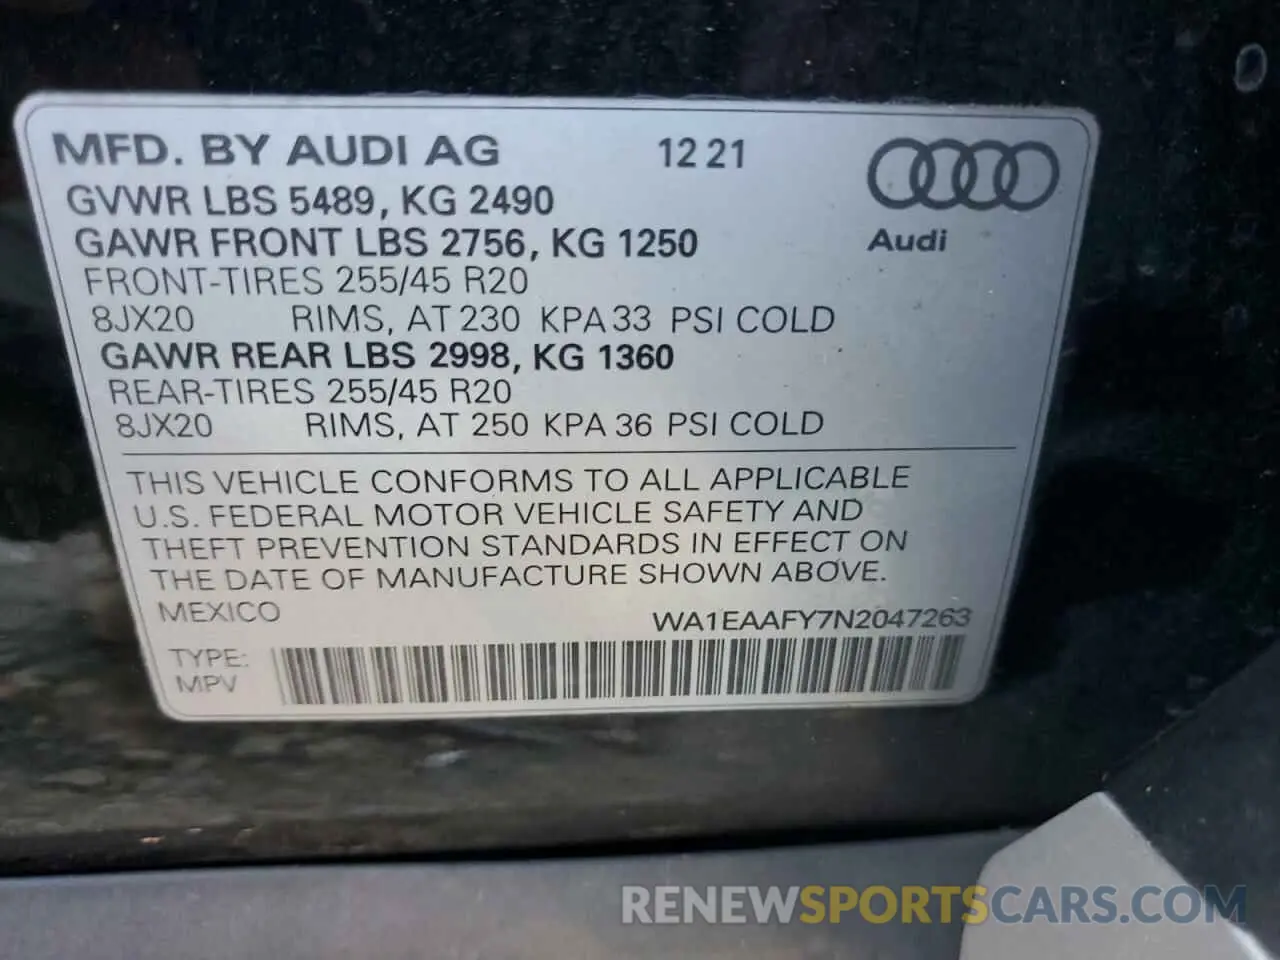 MFD. BY AUDI AG 12 21
GVWR LBS 5489, KG 2490
GAWR FRONT LBS 2756, KG 1250
Audi
FRONT-TIRES 255/45 R20
8JX20 RIMS, AT 230 KPA 33 PSI COLD
GAWR REAR LBS 2998, KG 1360
REAR-TIRES 255/45 R20
8JX20 RIMS, AT 250 KPA 36 PSI COLD
THIS VEHICLE CONFORMS TO ALL APPLICABLE
U.S. FEDERAL MOTOR VEHICLE SAFETY AND
THEFT PREVENTION STANDARDS IN EFFECT ON
THE DATE OF MANUFACTURE SHOWN ABOVE.
MEXICO WA1EAAFY7N2047263
TYPE:
MPV
RENEWSPORTSCARS.COM